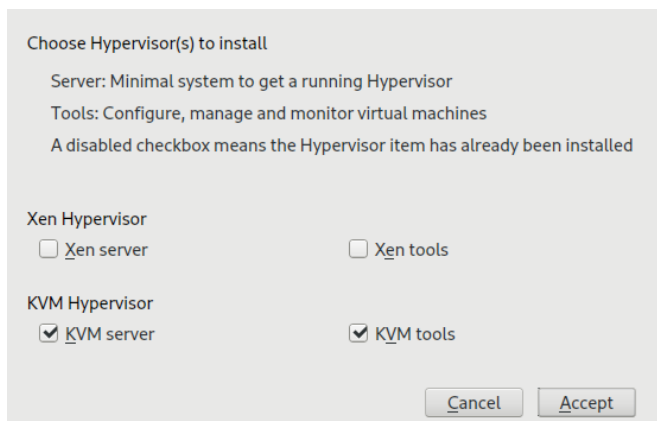 Choose Hypervisor(s) to install
Server: Minimal system to get a running Hypervisor
Tools: Configure, manage and monitor virtual machines
A disabled checkbox means the Hypervisor item has already been installed
Xen Hypervisor
Xen server
Xen tools
KVM Hypervisor
KVM server
KVM tools
Cancel
Accept